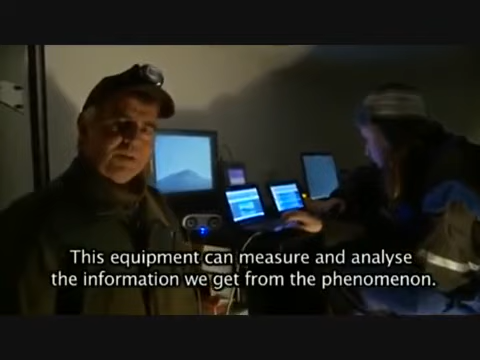 This equipment can measure and analyse
the information we get from the phenomenon.